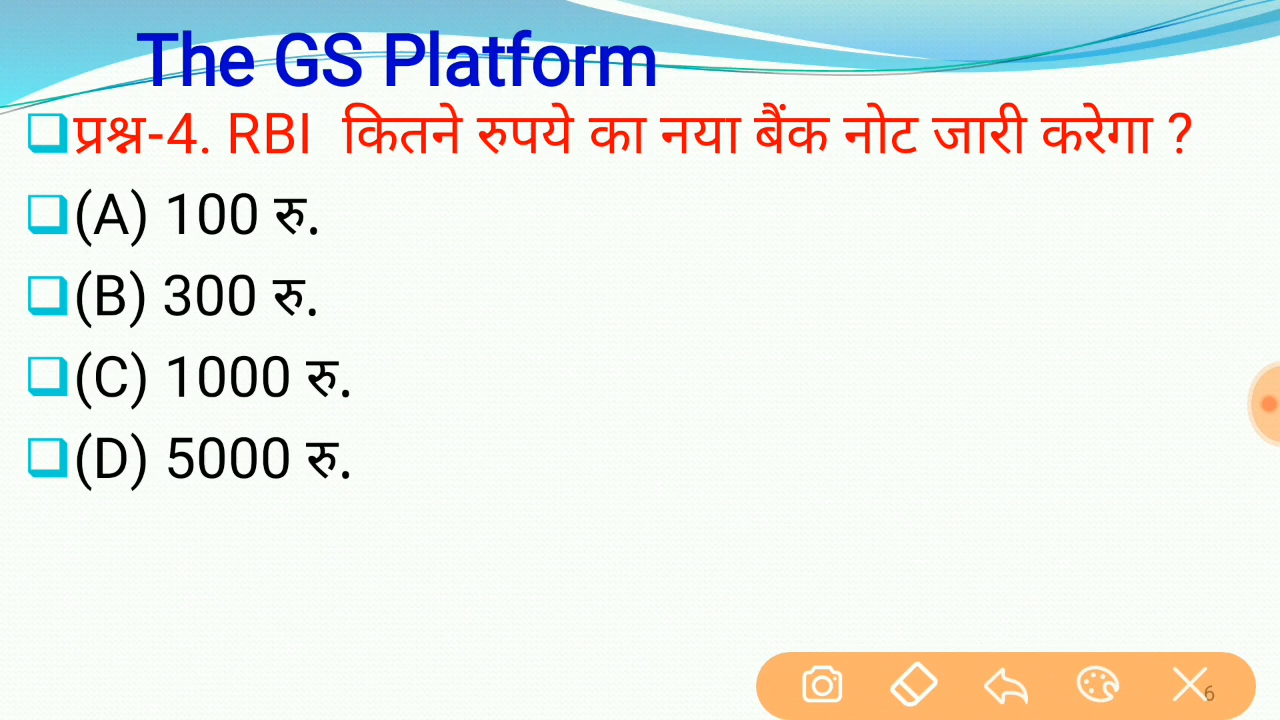 The GS Platform
प्रश्न-4. RBI कितने रुपये का नया बैंक नोट जारी करेगा ?
(A) 100 रु.
(B) 300 रु.
(C) 1000 रु.
(D) 5000 रु.
6